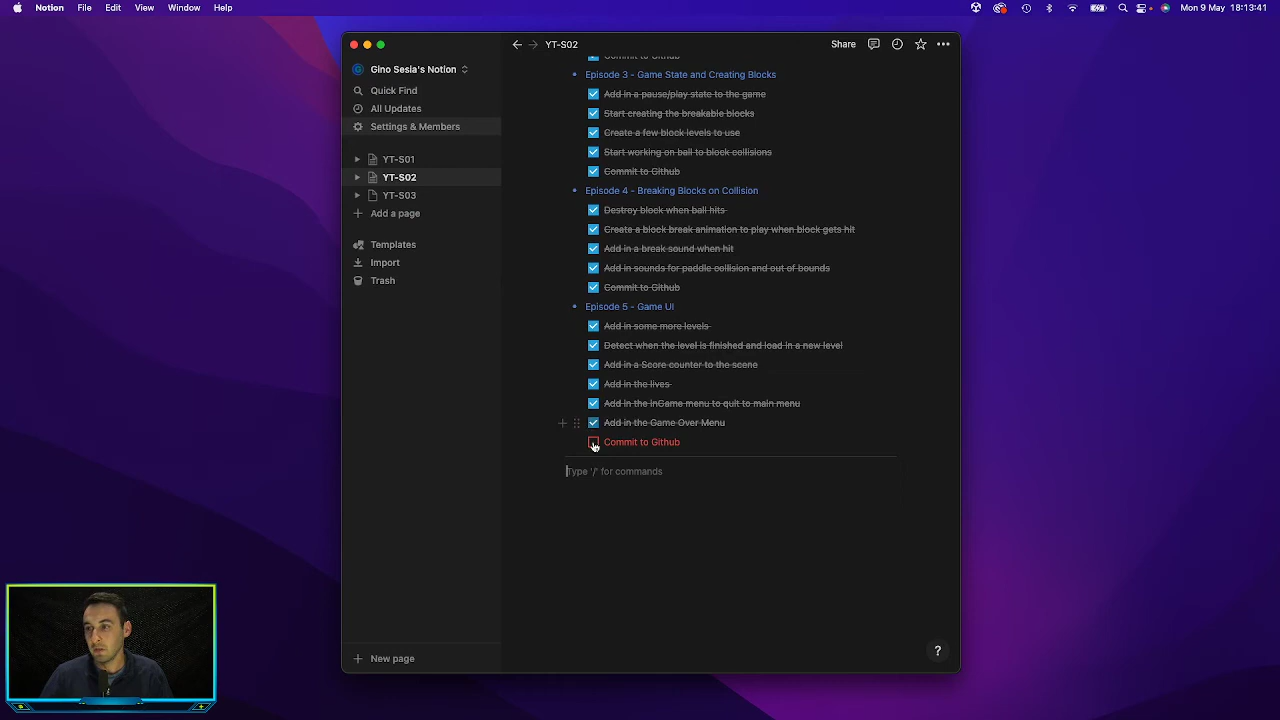 Notion File Edit View Window Help Mon 9 May 18:13:41
YT-S02 Share
Gino Sesia's Notion
Quick Find
All Updates
Settings & Members
YT-S01
YT-S02
YT-S03
Add a page
Templates
Import
Trash
New page
Commit to Github
Episode 3 - Game State and Creating Blocks
Add in a pause/play state to the game
Start creating the breakable blocks
Create a few block levels to use
Start working on ball to block collisions
Commit to Github
Episode 4 - Breaking Blocks on Collision
Destroy block when ball hits
Create a block break animation to play when block gets hit
Add in a break sound when hit
Add in sounds for paddle collision and out of bounds
Commit to Github
Episode 5 - Game UI
Add in some more levels
Detect when the level is finished and load in a new level
Add in a Score counter to the scene
Add in the lives
Add in the inGame menu to quit to main menu
Add in the Game Over Menu
Commit to Github
Type '/' for commands
?